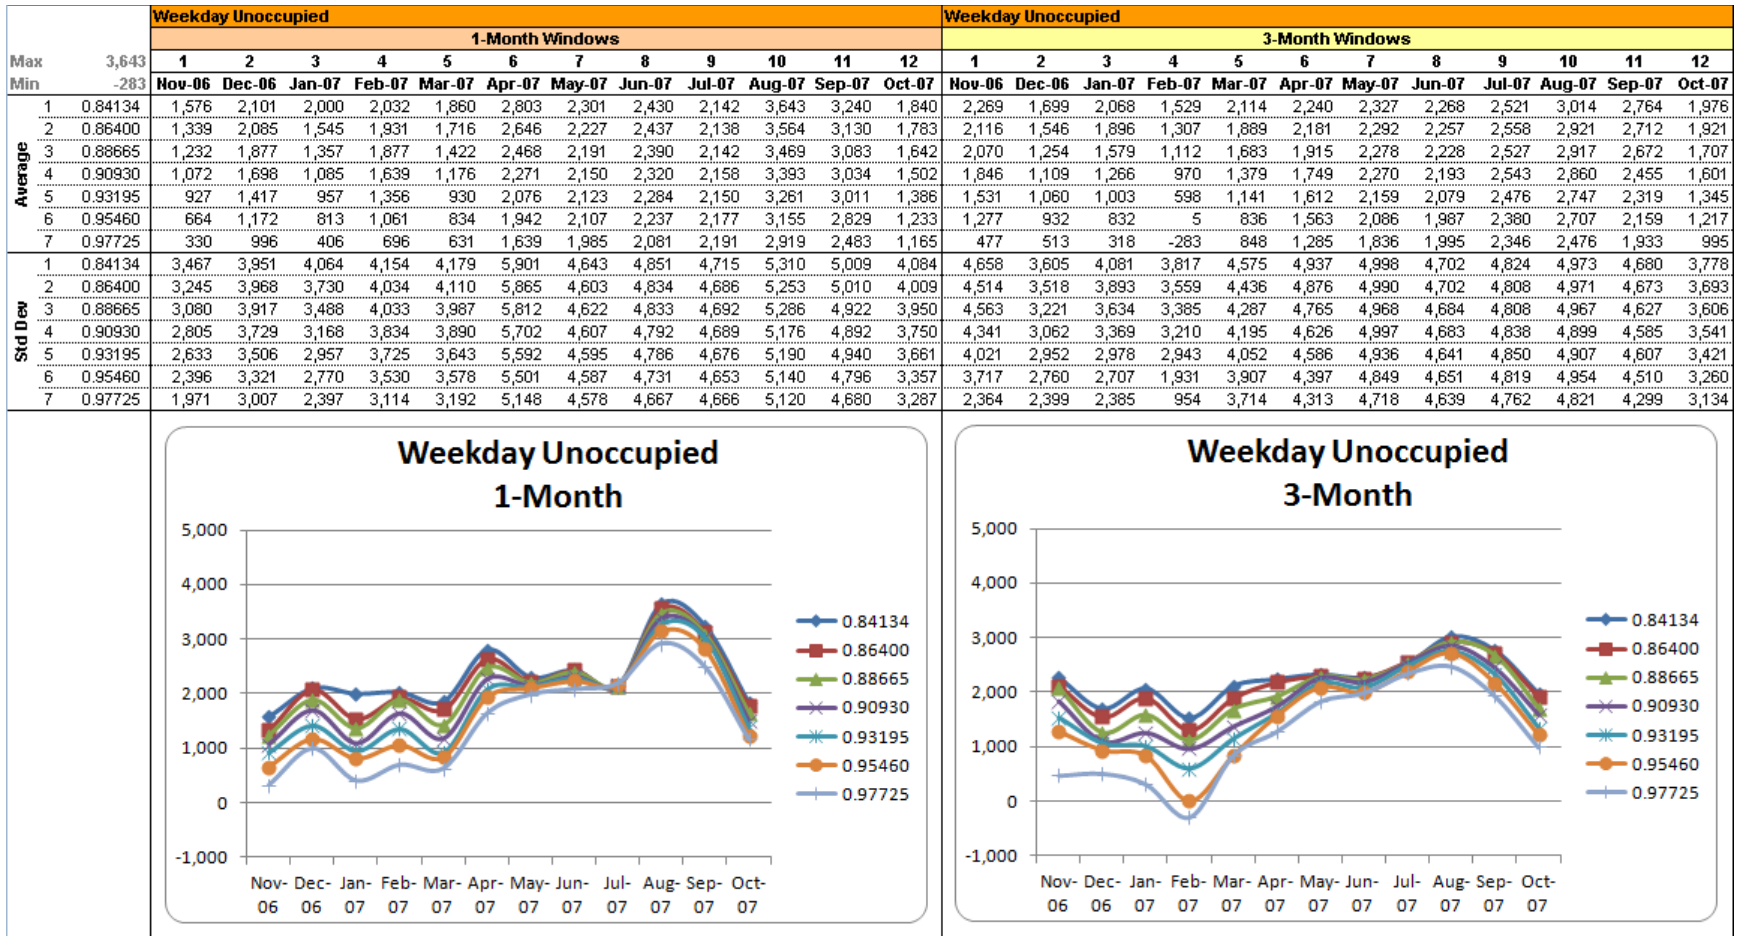 Weekday Unoccupied Weekday Unoccupied
1-Month Windows 3-Month Windows
Max 3,643 1 2 3 4 5 6 7 8 9 10 11 12 1 2 3 4 5 6 7 8 9 10 11 12
Min -283 Nov-06 Dec-06 Jan-07 Feb-07 Mar-07 Apr-07 May-07 Jun-07 Jul-07 Aug-07 Sep-07 Oct-07 Nov-06 Dec-06 Jan-07 Feb-07 Mar-07 Apr-07 May-07 Jun-07 Jul-07 Aug-07 Sep-07 Oct-07
Average
1 0.84134 1,576 2,101 2,000 2,032 1,860 2,803 2,301 2,430 2,142 3,643 3,240 1,840 2,269 1,699 2,068 1,529 2,114 2,240 2,327 2,268 2,521 3,014 2,764 1,976
2 0.86400 1,339 2,085 1,545 1,931 1,716 2,646 2,227 2,437 2,138 3,564 3,130 1,783 2,116 1,546 1,896 1,307 1,889 2,181 2,292 2,257 2,558 2,921 2,712 1,921
3 0.88665 1,232 1,877 1,357 1,877 1,422 2,468 2,191 2,390 2,142 3,469 3,083 1,642 2,070 1,254 1,579 1,112 1,683 1,915 2,278 2,228 2,527 2,917 2,672 1,707
4 0.90930 1,072 1,698 1,085 1,639 1,176 2,271 2,150 2,320 2,158 3,393 3,034 1,502 1,846 1,109 1,266 970 1,379 1,749 2,270 2,193 2,543 2,860 2,455 1,601
5 0.93195 927 1,417 957 1,356 930 2,076 2,123 2,284 2,150 3,261 3,011 1,386 1,531 1,060 1,003 598 1,141 1,612 2,159 2,079 2,476 2,747 2,319 1,345
6 0.95460 664 1,172 813 1,061 834 1,942 2,107 2,237 2,177 3,155 2,829 1,233 1,277 932 832 5 836 1,563 2,086 1,987 2,380 2,707 2,159 1,217
7 0.97725 330 996 406 696 631 1,639 1,985 2,081 2,191 2,919 2,483 1,165 477 513 318 -283 848 1,285 1,836 1,995 2,346 2,476 1,933 995
Std Dev
1 0.84134 3,467 3,951 4,064 4,154 4,179 5,901 4,643 4,851 4,715 5,310 5,009 4,084 4,658 3,605 4,081 3,817 4,575 4,937 4,998 4,702 4,824 4,973 4,680 3,778
2 0.86400 3,245 3,968 3,730 4,034 4,110 5,865 4,603 4,834 4,686 5,253 5,010 4,009 4,514 3,518 3,893 3,559 4,436 4,876 4,990 4,702 4,808 4,971 4,673 3,693
3 0.88665 3,080 3,917 3,488 4,033 3,987 5,812 4,622 4,833 4,692 5,286 4,922 3,950 4,563 3,221 3,634 3,385 4,287 4,765 4,968 4,684 4,808 4,967 4,627 3,606
4 0.90930 2,805 3,729 3,168 3,834 3,890 5,702 4,607 4,792 4,689 5,176 4,892 3,750 4,341 3,062 3,369 3,210 4,195 4,626 4,997 4,683 4,838 4,899 4,585 3,541
5 0.93195 2,633 3,506 2,957 3,725 3,643 5,592 4,595 4,786 4,676 5,190 4,940 3,661 4,021 2,952 2,978 2,943 4,052 4,586 4,936 4,641 4,850 4,907 4,607 3,421
6 0.95460 2,396 3,321 2,770 3,530 3,578 5,501 4,587 4,731 4,653 5,140 4,796 3,357 3,717 2,760 2,707 1,931 3,907 4,397 4,849 4,651 4,819 4,954 4,510 3,260
7 0.97725 1,971 3,007 2,397 3,114 3,192 5,148 4,578 4,667 4,666 5,120 4,680 3,287 2,364 2,399 2,385 954 3,714 4,313 4,718 4,639 4,762 4,821 4,299 3,134
Weekday Unoccupied
1-Month
5,000
4,000
3,000
2,000
1,000
0
-1,000
Nov- Dec- Jan- Feb- Mar- Apr- May- Jun- Jul- Aug- Sep- Oct-
06 06 07 07 07 07 07 07 07 07 07 07
0.84134
0.86400
0.88665
0.90930
0.93195
0.95460
0.97725
Weekday Unoccupied
3-Month
5,000
4,000
3,000
2,000
1,000
0
-1,000
Nov- Dec- Jan- Feb- Mar- Apr- May- Jun- Jul- Aug- Sep- Oct-
06 06 07 07 07 07 07 07 07 07 07 07
0.84134
0.86400
0.88665
0.90930
0.93195
0.95460
0.97725